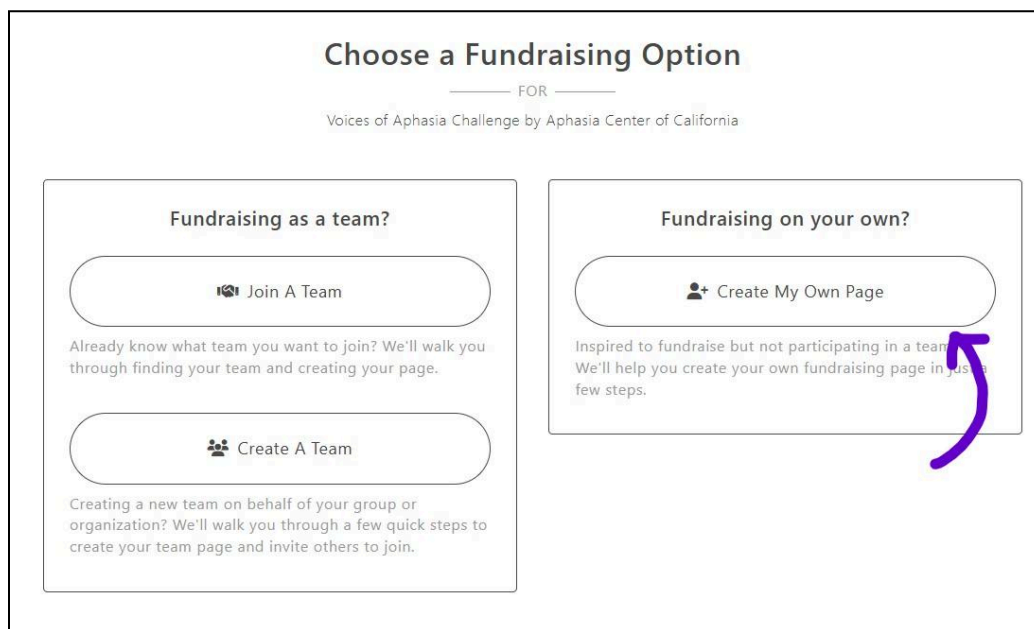 Choose a Fundraising Option
FOR
Voices of Aphasia Challenge by Aphasia Center of California
Fundraising as a team?
Join A Team
Already know what team you want to join? We'll walk you
through finding your team and creating your page.
Create A Team
Creating a new team on behalf of your group or
organization? We'll walk you through a few quick steps to
create your team page and invite others to join.
Fundraising on your own?
Create My Own Page
Inspired to fundraise but not participating in a team
We'll help you create your own fundraising page in just a
few steps.